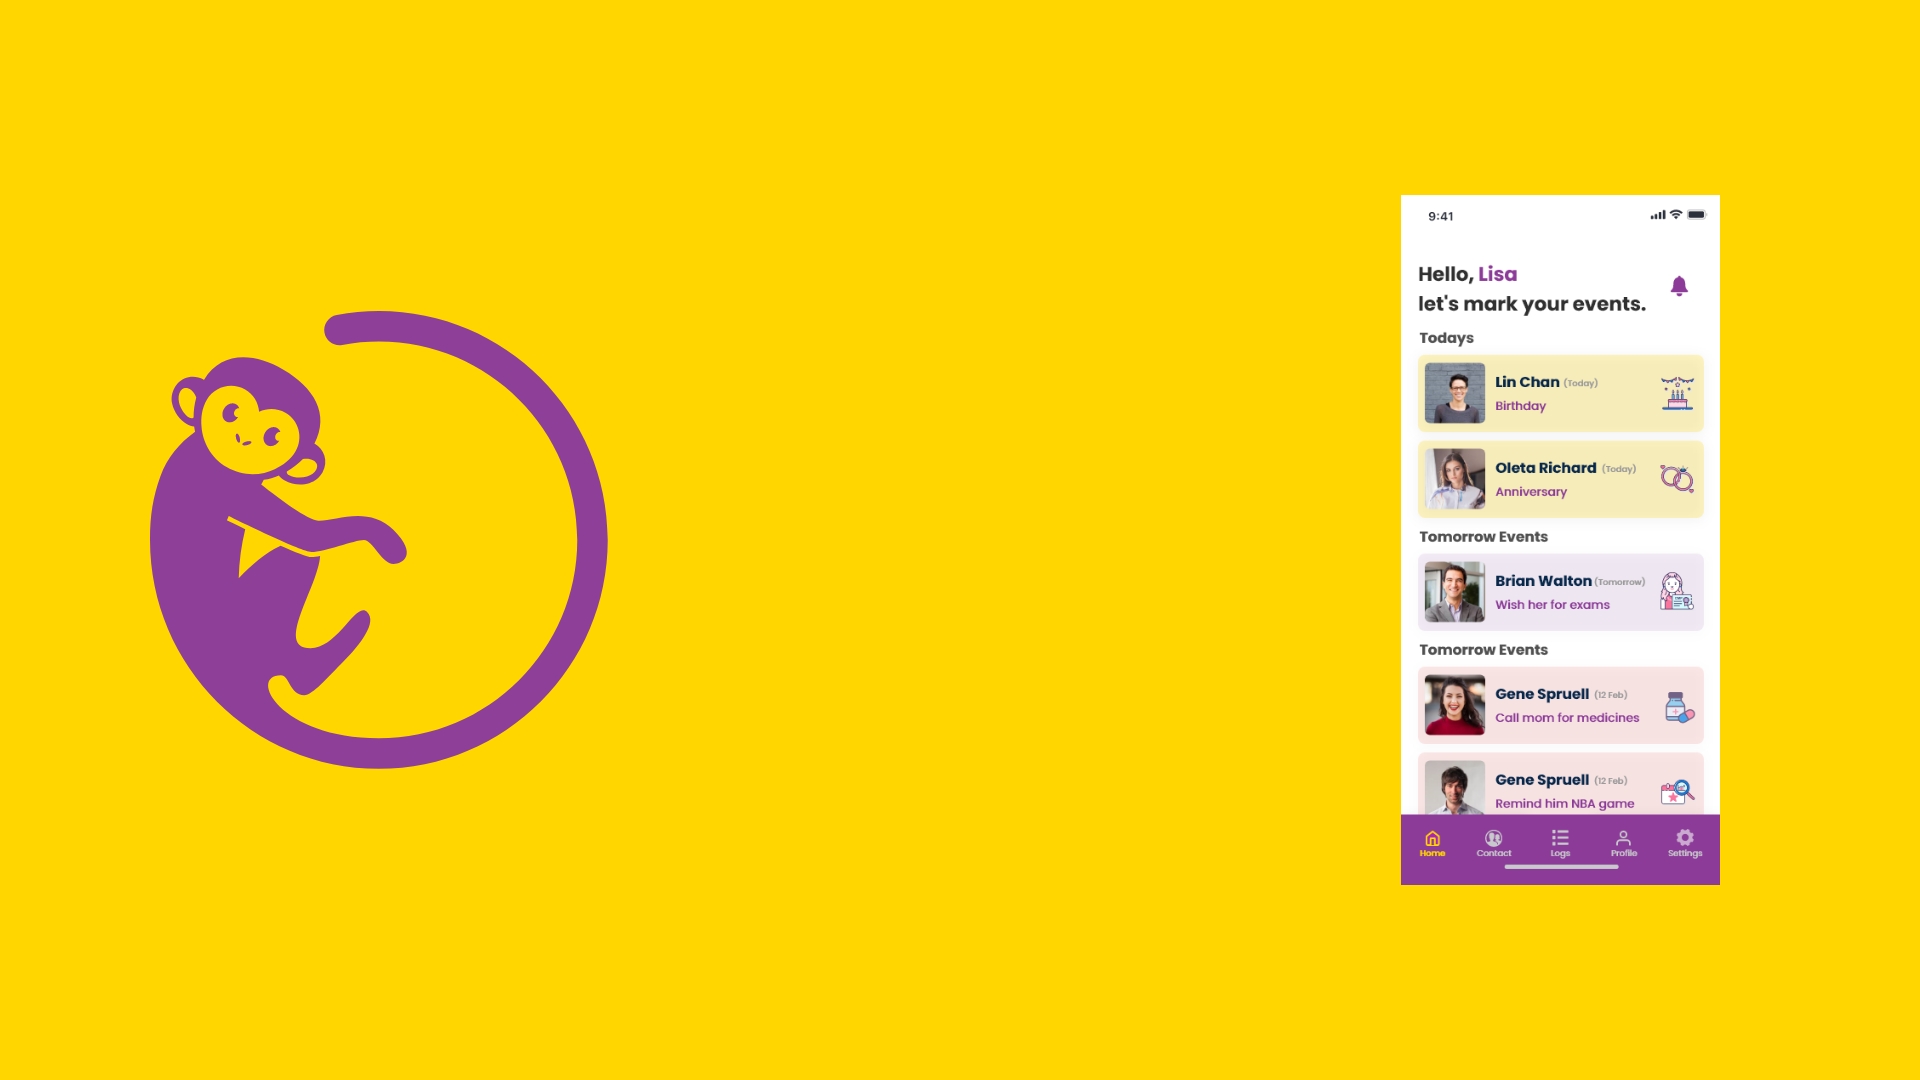 9:41
Hello, Lisa
let's mark your events.
Todays
Lin Chan (Today)
Birthday
Oleta Richard (Today)
Anniversary
Tomorrow Events
Brian Walton (Tomorrow)
Wish her for exams
Tomorrow Events
Gene Spruell (12 Feb)
Call mom for medicines
Gene Spruell (12 Feb)
Remind him NBA game
Home Contact Logs Profile Settings